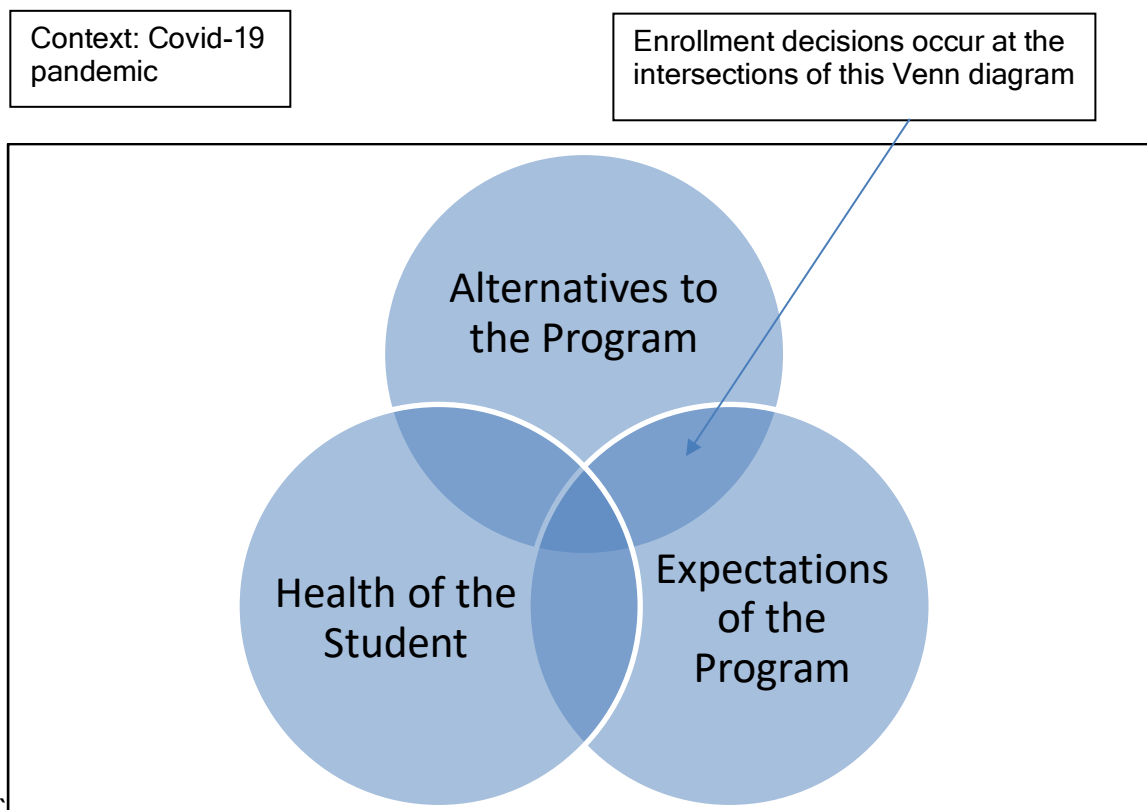 Context: Covid-19
pandemic
Enrollment decisions occur at the
intersections of this Venn diagram
Alternatives to
the Program
Health of the
Student
Expectations
of the
Program
`